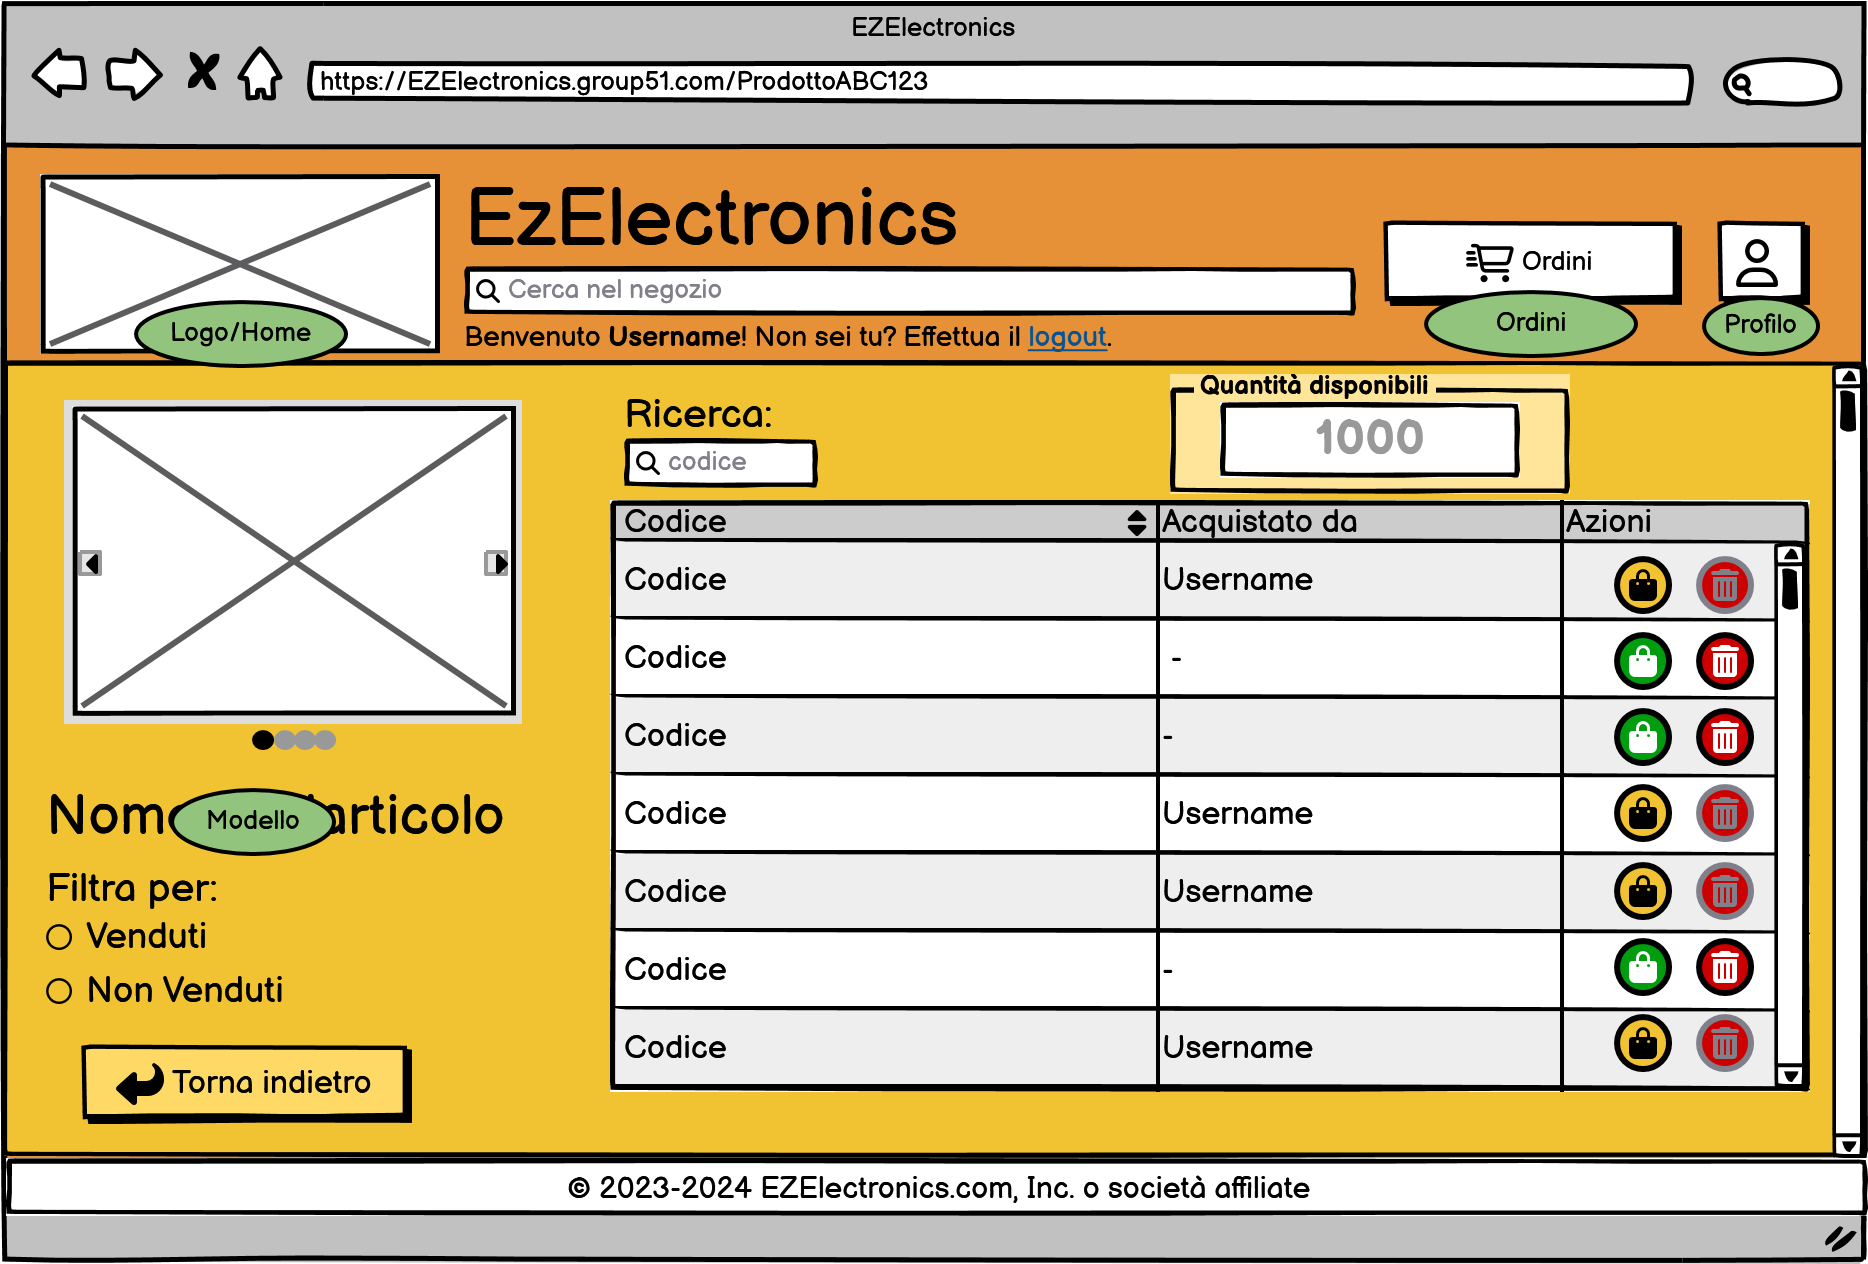 EZElectronics
https://EZElectronics.group51.com/ProdottoABC123
EzElectronics
Cerca nel negozio
Benvenuto Username! Non sei tu? Effettua il logout.
Logo/Home
Ordini
Ordini
Profilo
Ricerca:
codice
Quantità disponibili
1000
Codice Acquistato da Azioni
Codice Username
Codice -
Codice -
Codice Username
Codice Username
Codice -
Codice Username
Modello
articolo
Filtra per:
Venduti
Non Venduti
Torna indietro
© 2023-2024 EZElectronics.com, Inc. o società affiliate